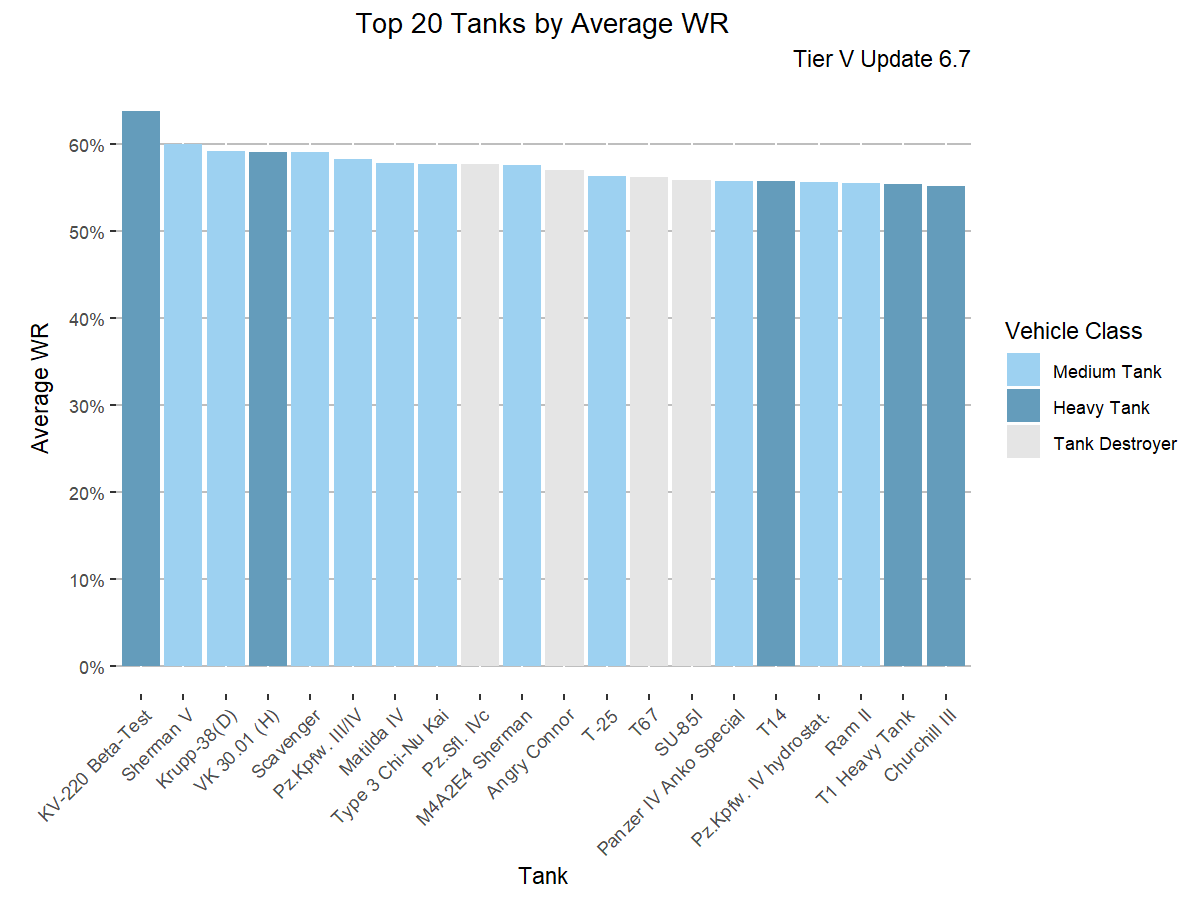 Top 20 Tanks by Average WR
Tier V Update 6.7
60%
50%
40%
30%
20%
10%
0%
Average WR
KV-220 Beta-Test
Sherman V
Krupp-38(D)
VK 30.01 (H)
Scavenger
Pz.Kpfw. III/IV
Matilda IV
Type 3 Chi-Nu Kai
Pz.Sfl. IVc
M4A2E4 Sherman
Angry Connor
T-25
T67
SU-85I
Panzer IV Anko Special
T14
Pz.Kpfw. IV hydrostat.
Ram II
T1 Heavy Tank
Churchill III
Tank
Vehicle Class
Medium Tank
Heavy Tank
Tank Destroyer